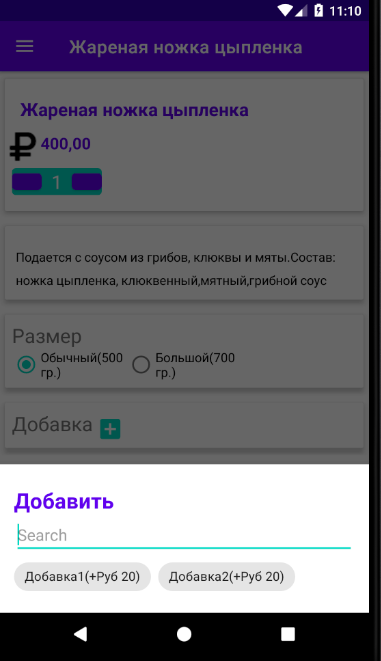 11:10
Жареная ножка цыпленка
Жареная ножка цыпленка
₽ 400,00
1
Подается с соусом из грибов, клюквы и мяты.Состав:
ножка цыпленка, клюквенный,мятный,грибной соус
Размер
Обычный(500
гр.)
Большой(700
гр.)
Добавка +
Добавить
Search
Добавка1(+Руб 20) Добавка2(+Руб 20)